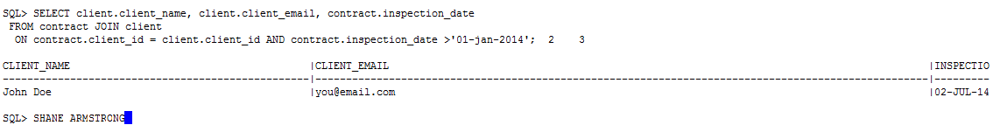 SQL> SELECT client.client_name, client.client_email, contract.inspection_date
FROM contract JOIN client
ON contract.client_id = client.client_id AND contract.inspection_date >'01-jan-2014'; 2 3
CLIENT_NAME |CLIENT_EMAIL |INSPECTIO
--------------------------------------------------|----------------------------------------------------------------------------------------------------|---------
John Doe |you@email.com |02-JUL-14
SQL> SHANE ARMSTRONG